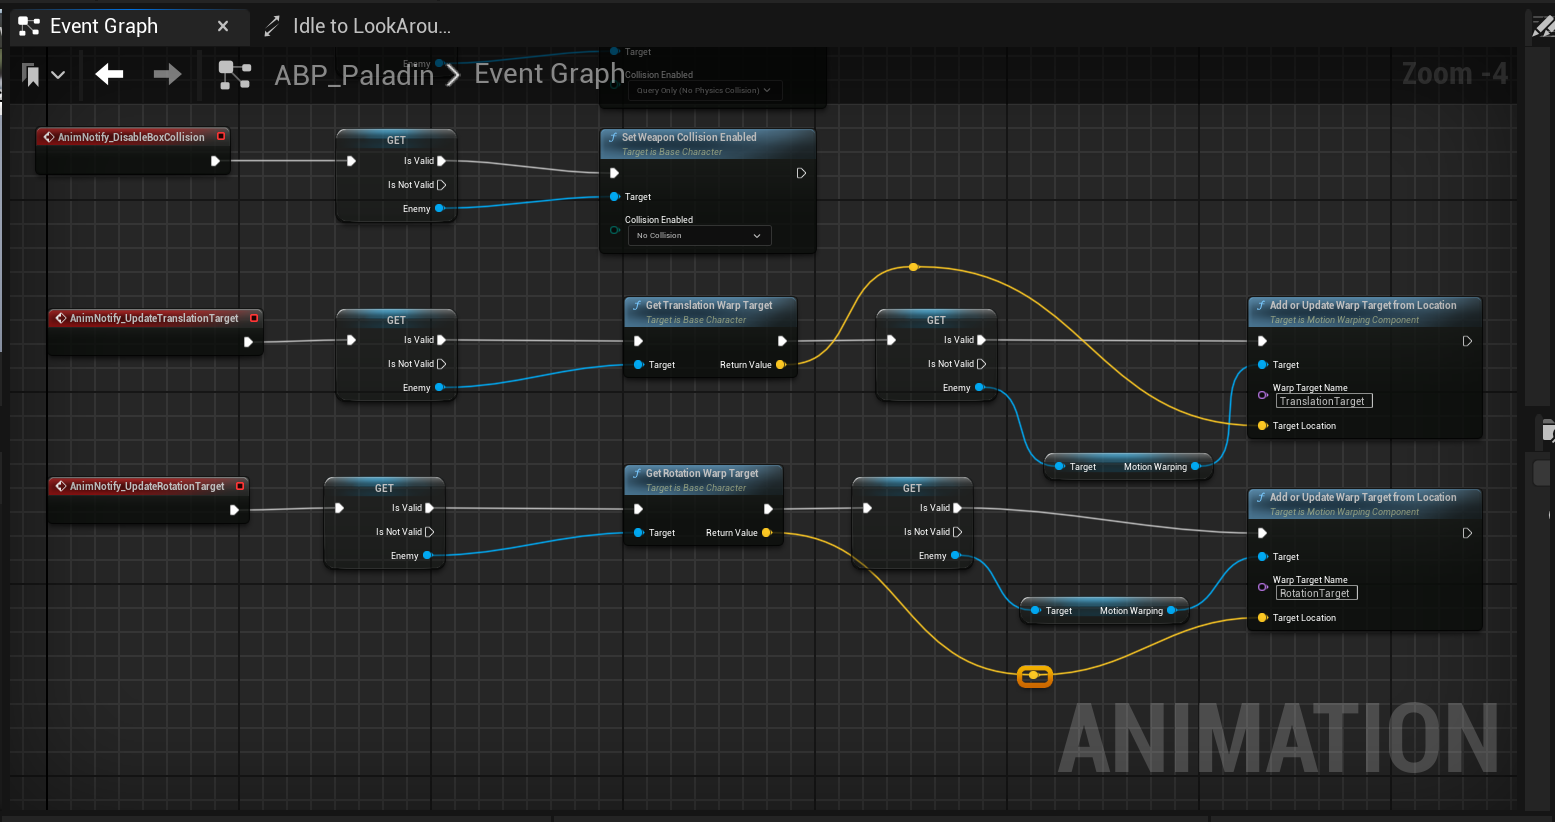 Event Graph
Idle to LookArou...
ABP_Paladin > Event Graph
Zoom -4
Enemy
Target
Collision Enabled
Query Only (No Physics Collision)
AnimNotify_DisableBoxCollision
GET
Is Valid
Is Not Valid
Enemy
Set Weapon Collision Enabled
Target is Base Character
Target
Collision Enabled
No Collision
AnimNotify_UpdateTranslationTarget
GET
Is Valid
Is Not Valid
Enemy
Get Translation Warp Target
Target is Base Character
Target
Return Value
GET
Is Valid
Is Not Valid
Enemy
Target
Motion Warping
Add or Update Warp Target from Location
Target is Motion Warping Component
Target
Warp Target Name
TranslationTarget
Target Location
AnimNotify_UpdateRotationTarget
GET
Is Valid
Is Not Valid
Enemy
Get Rotation Warp Target
Target is Base Character
Target
Return Value
GET
Is Valid
Is Not Valid
Enemy
Target
Motion Warping
Add or Update Warp Target from Location
Target is Motion Warping Component
Target
Warp Target Name
RotationTarget
Target Location
ANIMATION